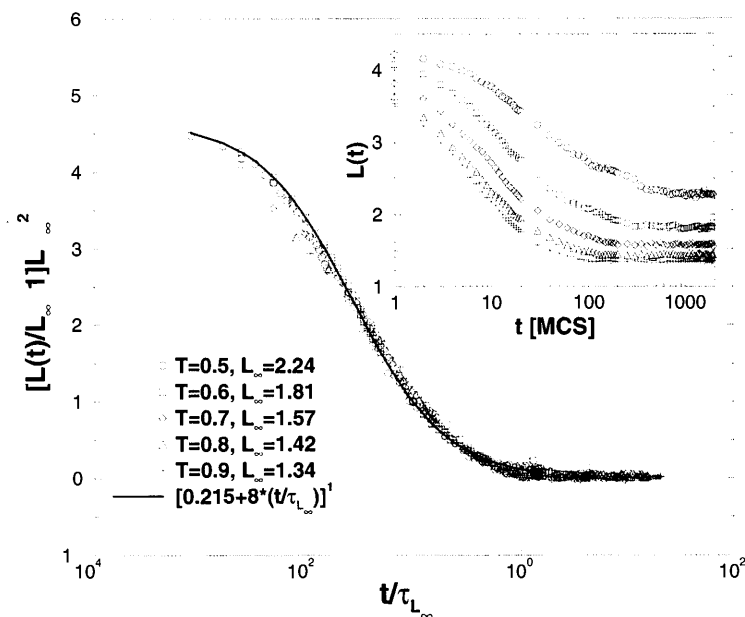 6
5
4
3
2
1
0
1
[L(t)/L∞ 1]L∞²
10⁴
10²
10⁰
10²
t/τL∞
T=0.5, L∞=2.24
T=0.6, L∞=1.81
T=0.7, L∞=1.57
T=0.8, L∞=1.42
T=0.9, L∞=1.34
[0.215+8*(t/τL∞)]¹
4
3
2
1
L(t)
1
10
100
1000
t [MCS]